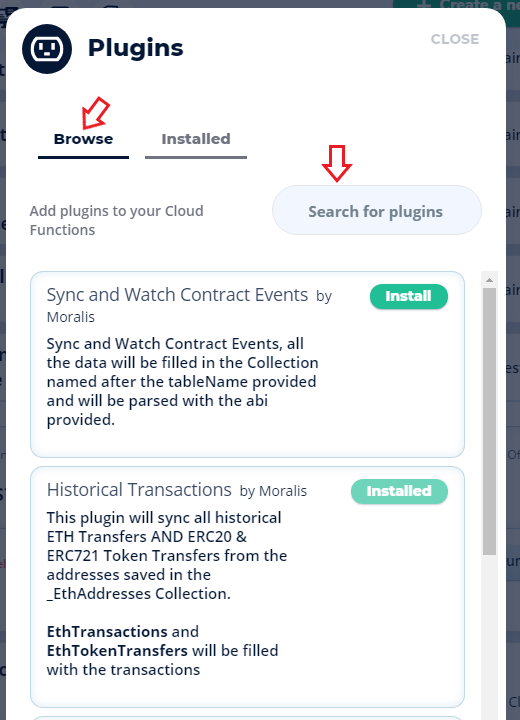 Create a ne
Plugins
CLOSE
Browse
Installed
Add plugins to your Cloud
Functions
Search for plugins
Sync and Watch Contract Events by
Moralis
Install
Sync and Watch Contract Events, all
the data will be filled in the Collection
named after the tableName provided
and will be parsed with the abi
provided.
Historical Transactions by Moralis
Installed
This plugin will sync all historical
ETH Transfers AND ERC20 &
ERC721 Token Transfers from the
addresses saved in the
_EthAddresses Collection.
EthTransactions and
EthTokenTransfers will be filled
with the transactions